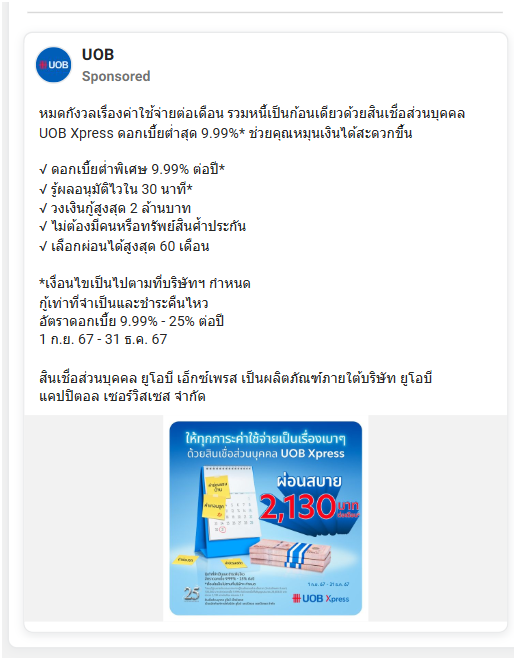 UOB
UOB
Sponsored
หมดกังวลเรื่องค่าใช้จ่ายต่อเดือน รวมหนี้เป็นก้อนเดียวด้วยสินเชื่อส่วนบุคคล
UOB Xpress ดอกเบี้ยต่ำสุด 9.99%* ช่วยคุณหมุนเงินได้สะดวกขึ้น
√ ดอกเบี้ยต่ำพิเศษ 9.99% ต่อปี*
√ รู้ผลอนุมัติไวใน 30 นาที*
√ วงเงินกู้สูงสุด 2 ล้านบาท
√ ไม่ต้องมีคนหรือทรัพย์สินค้ำประกัน
√ เลือกผ่อนได้สูงสุด 60 เดือน
*เงื่อนไขเป็นไปตามที่บริษัทฯ กำหนด
กู้เท่าที่จำเป็นและชำระคืนไหว
อัตราดอกเบี้ย 9.99% - 25% ต่อปี
1 ก.ย. 67 - 31 ธ.ค. 67
สินเชื่อส่วนบุคคล ยูโอบี เอ็กซ์เพรส เป็นผลิตภัณฑ์ภายใต้บริษัท ยูโอบี
แคปปิตอล เซอร์วิสเซส จำกัด
ให้ทุกภาระค่าใช้จ่ายเป็นเรื่องเบาๆ
ด้วยสินเชื่อส่วนบุคคล UOB Xpress
ผ่อนสบาย
2,130 บาท
ต่อเดือน*
1 ก.ย. 67 - 31 ธ.ค. 67
25
UOB Xpress